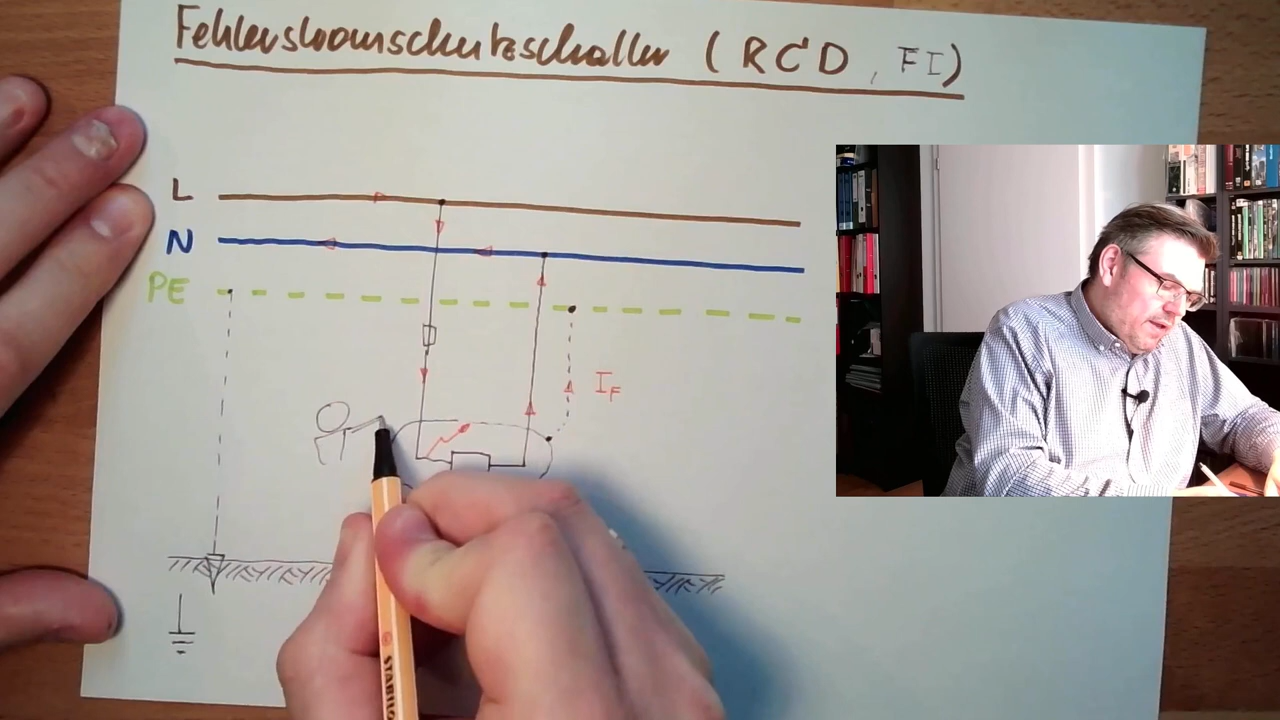 Fehlerstromschutzschalter (RCD, FI)
L
N
PE
I_F
STABILO